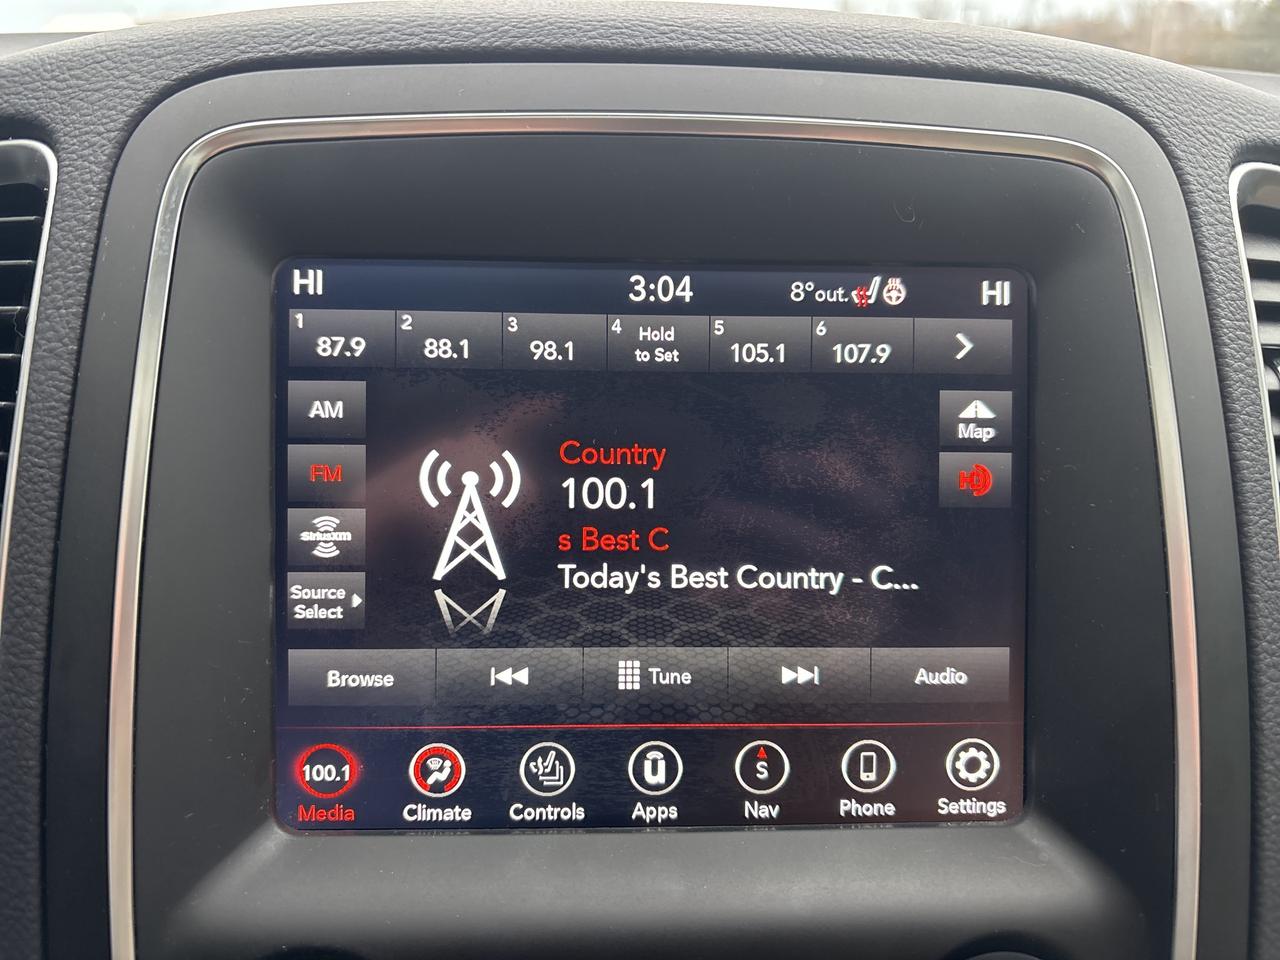 HI 3:04 8°out. HI
1 87.9
2 88.1
3 98.1
4 Hold
to Set
5 105.1
6 107.9
AM
FM
siriusxm
Source
Select
Country
100.1
s Best C
Today's Best Country - C...
Map
HD
Browse
Tune
Audio
100.1
Media
Climate
Controls
u
Apps
S
Nav
Phone
Settings